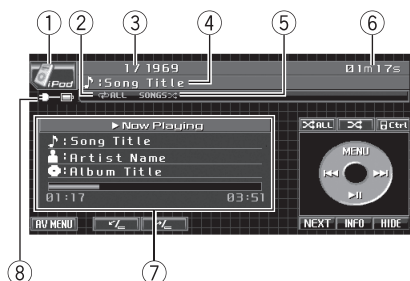 ① ② ③ ④ ⑤ ⑥
iPod
1/1969
01m17s
♪:Song Title
ALL SONGS
▶Now Playing
♪:Song Title
:Artist Name
:Album Title
01:17 03:51
ALL Ctrl
MENU
AV MENU
NEXT INFO HIDE
⑧ ⑦